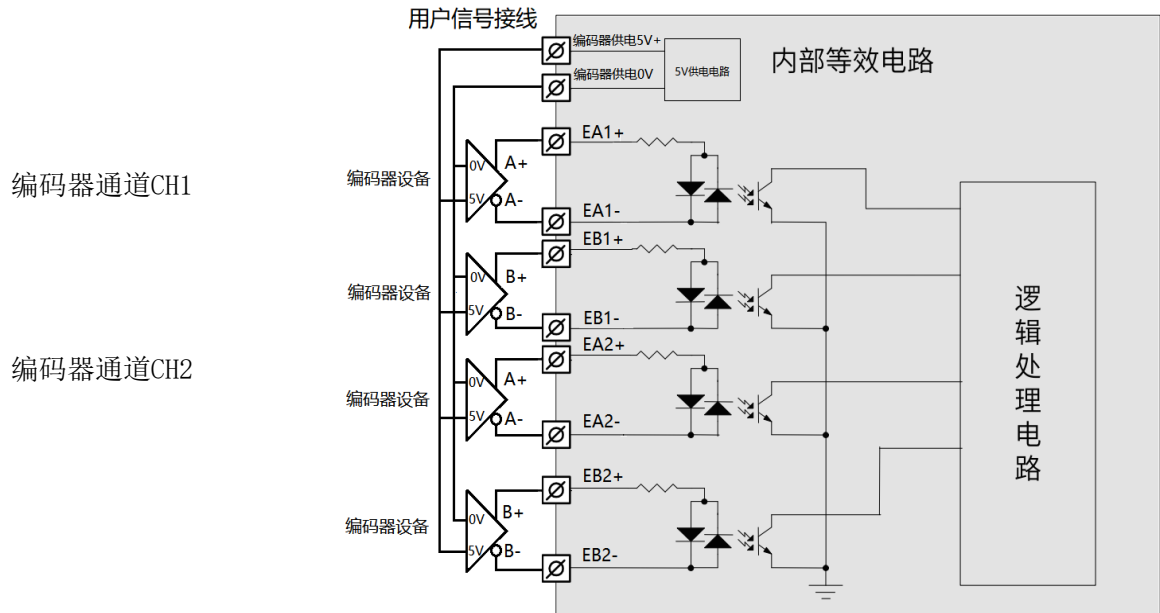 用户信号接线
编码器供电5V+
编码器供电0V
5V供电电路
内部等效电路
编码器通道CH1
编码器设备
0V
5V
A+
A-
EA1+
EA1-
编码器设备
0V
5V
B+
B-
EB1+
EB1-
编码器通道CH2
编码器设备
0V
5V
A+
A-
EA2+
EA2-
编码器设备
0V
5V
B+
B-
EB2+
EB2-
逻辑处理电路